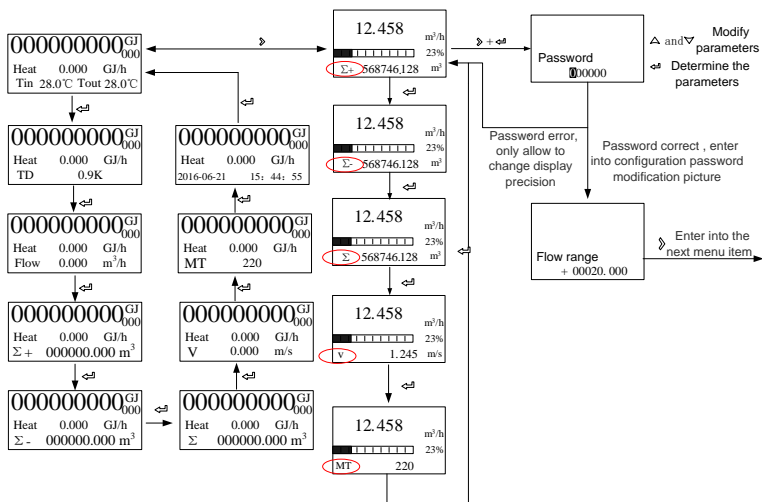 000000000 GJ
000
Heat 0.000 GJ/h
Tin 28.0℃ Tout 28.0℃
000000000 GJ
000
Heat 0.000 GJ/h
TD 0.9K
000000000 GJ
000
Heat 0.000 GJ/h
Flow 0.000 m³/h
000000000 GJ
000
Heat 0.000 GJ/h
Σ+ 000000.000 m³
000000000 GJ
000
Heat 0.000 GJ/h
Σ- 000000.000 m³
000000000 GJ
000
Heat 0.000 GJ/h
2016-06-21 15:44:55
000000000 GJ
000
Heat 0.000 GJ/h
MT 220
000000000 GJ
000
Heat 0.000 GJ/h
V 0.000 m/s
000000000 GJ
000
Heat 0.000 GJ/h
Σ 000000.000 m³
12.458
m³/h
23%
Σ+ 568746.128 m³
12.458
m³/h
23%
Σ- 568746.128 m³
12.458
m³/h
23%
Σ 568746.128 m³
12.458
m³/h
23%
v 1.245 m/s
12.458
m³/h
23%
MT 220
+
Password
000000
△ and ▽ Modify
parameters
Determine the
parameters
Password error,
only allow to
change display
precision
Password correct , enter
into configuration password
modification picture
Flow range
+ 00020. 000
Enter into the
next menu item